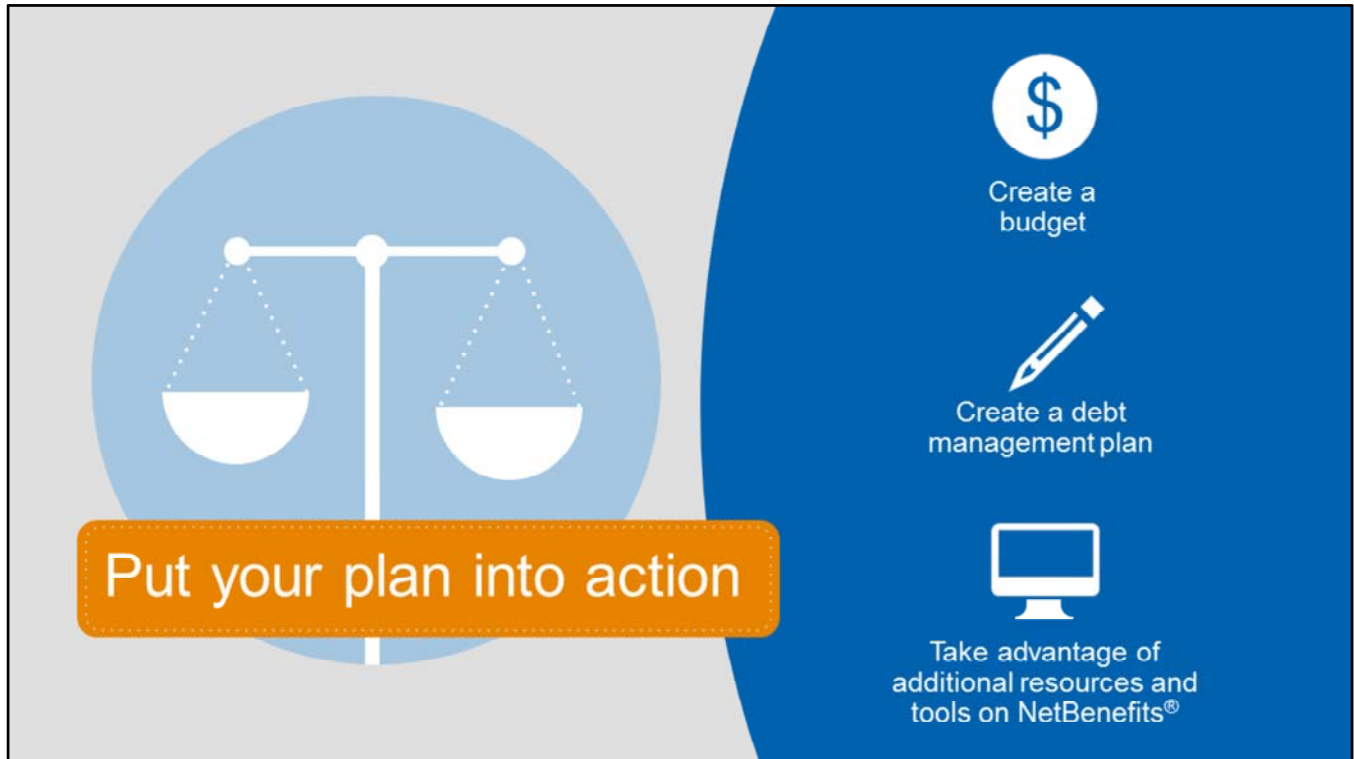 Put your plan into action
$
Create a
budget
Create a debt
management plan
Take advantage of
additional resources and
tools on NetBenefits®